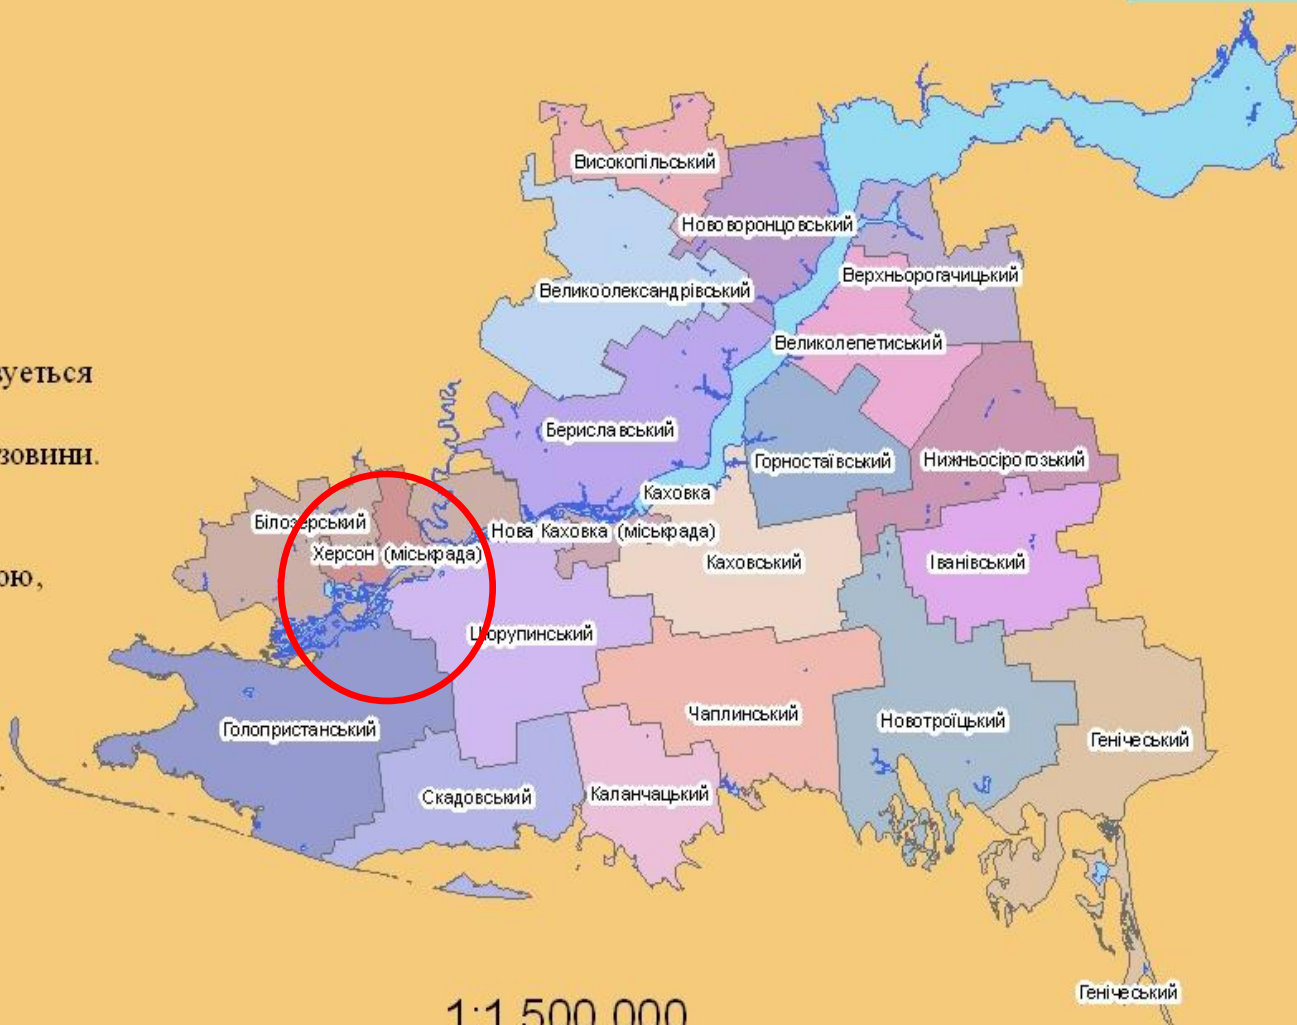 Високопільський
Нововоронцовський
Верхньорогачицький
Великоолександрівський
Великолепетиський
уеться
Бериславський
зовини.
Горностаївський
Нижньосірогозький
Каховка
Білозерський
Нова Каховка (міськрада)
Херсон (міськрада)
Каховський
Іванівський
ою,
Цюрупинський
Чаплинський
Новотроїцький
Голопристанський
Генічеський
Скадовський
Каланчацький
Генічеський
1:1 500 000